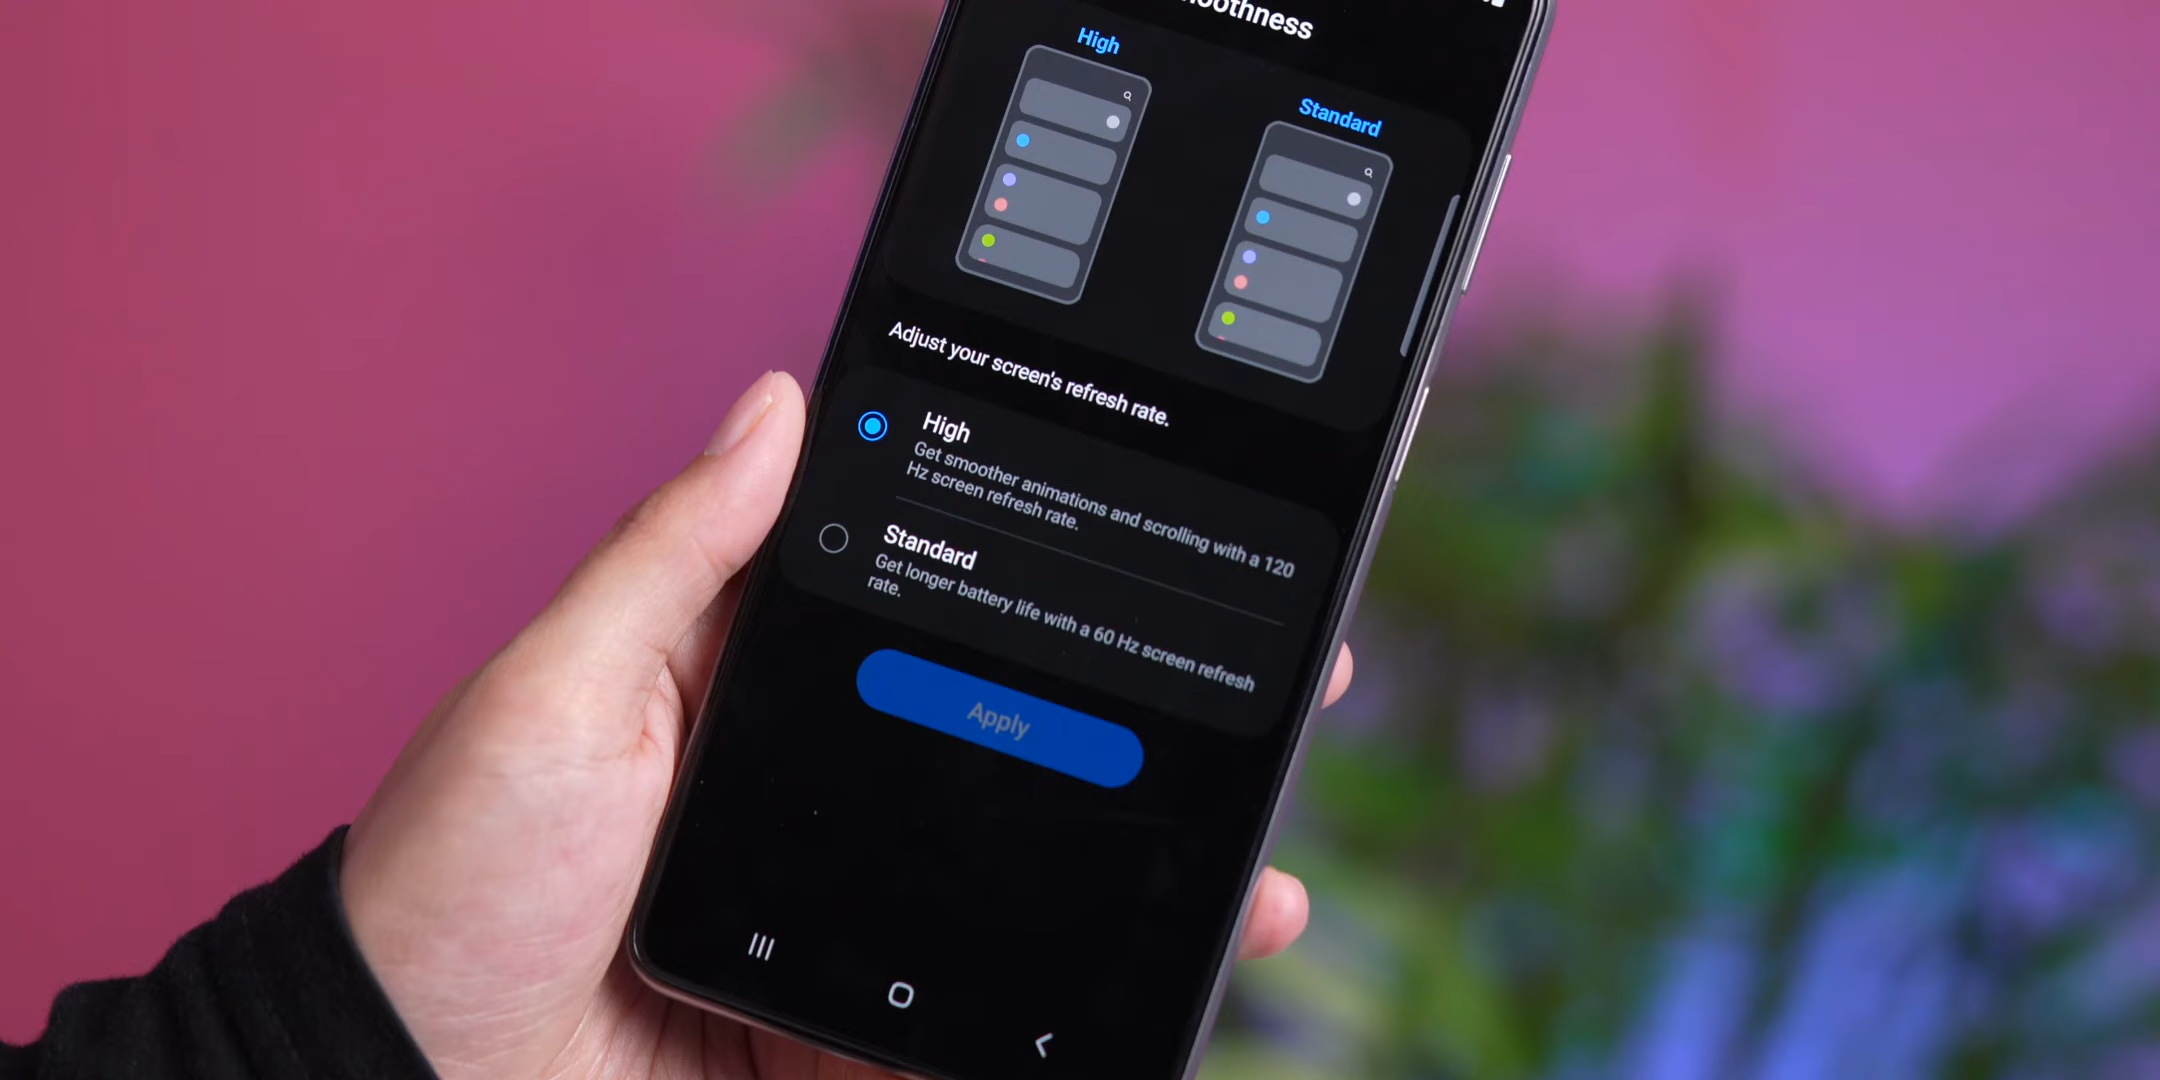 High
Standard
Adjust your screen's refresh rate.
High
Get smoother animations and scrolling with a 120
Hz screen refresh rate.
Standard
Get longer battery life with a 60 Hz screen refresh
rate.
Apply